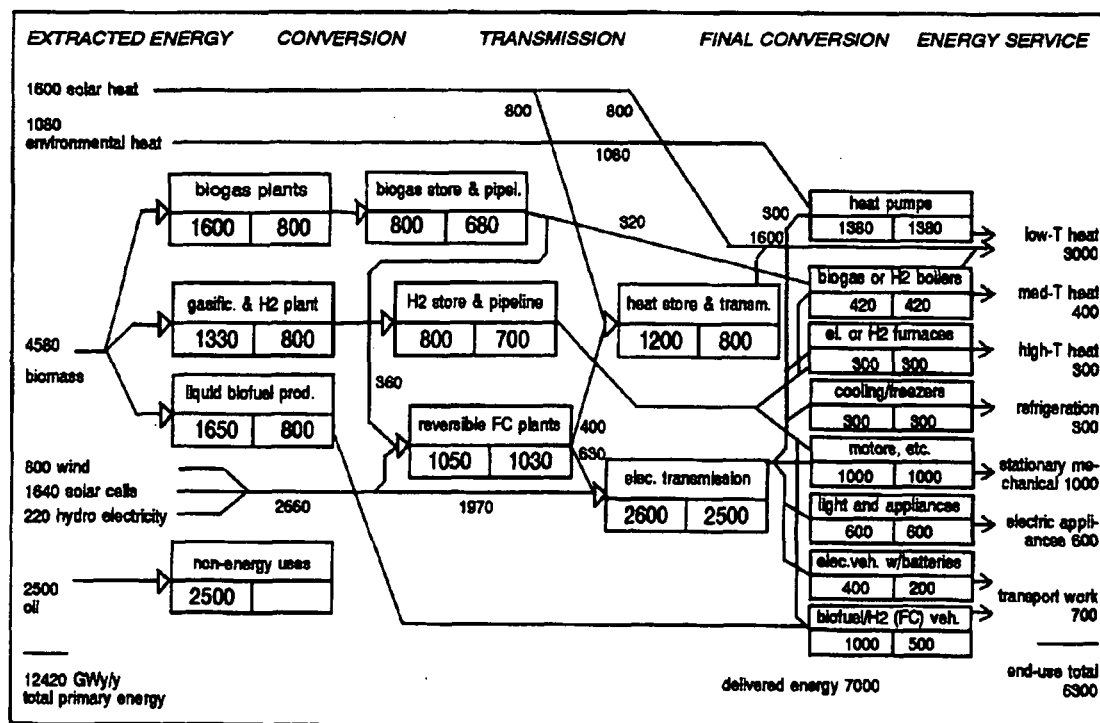 EXTRACTED ENERGY CONVERSION TRANSMISSION FINAL CONVERSION ENERGY SERVICE
1600 solar heat
800
800
1080
environmental heat
1080
biogas plants
1600 800
biogas store & pipel.
800 680
320
300
1600
heat pumps
1380 1380
low-T heat
3000
biogas or H2 boilers
420 420
med-T heat
400
gasific. & H2 plant
1330 800
H2 store & pipeline
800 700
heat store & transm.
1200 800
el. or H2 furnaces
300 300
high-T heat
300
4580
biomass
liquid biofuel prod.
1650 800
360
reversible FC plants
1050 1030
400
630
cooling/freezers
300 300
refrigeration
300
motors, etc.
1000 1000
stationary me-
chanical 1000
800 wind
1640 solar cells
220 hydro electricity
2660
1970
elec. transmission
2600 2500
light and appliances
600 600
electric appli-
ances 600
non-energy uses
2500
2500
oil
elec.veh. w/batteries
400 200
transport work
700
biofuel/H2 (FC) veh.
1000 500
12420 GWy/y
total primary energy
delivered energy 7000
end-use total
6300